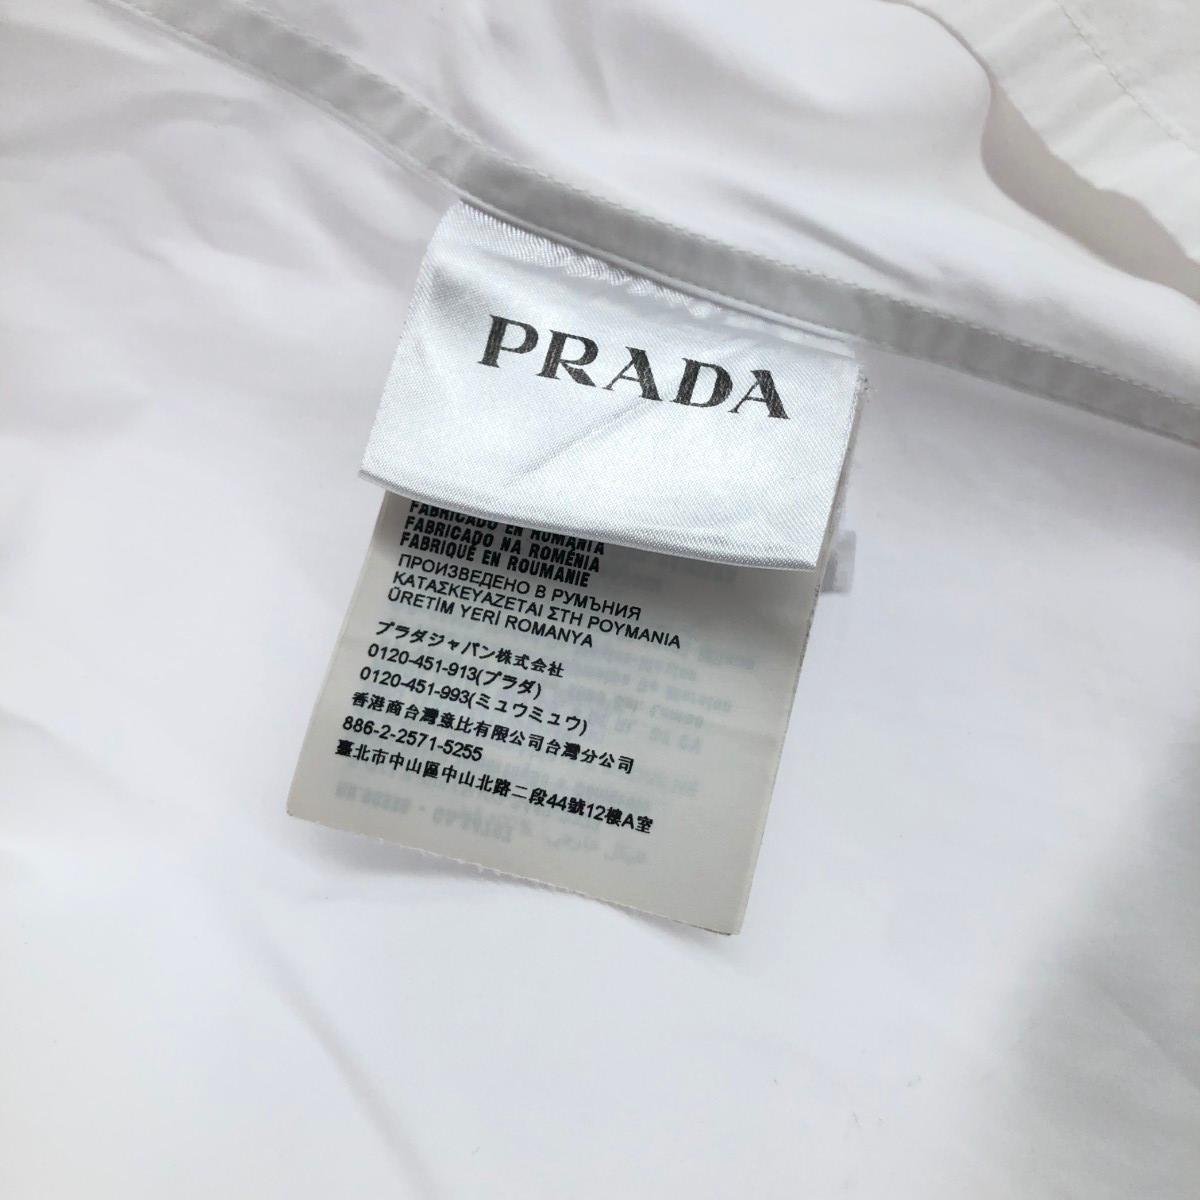 PRADA
FABRICADO EN RUMANIA
FABRICADO NA ROMÉNIA
FABRIQUÉ EN ROUMANIE
ПРОИЗВЕДЕНО В РУМЪНИЯ
ΚΑΤΑΣΚΕΥΑΖΕΤΑΙ ΣΤΗ ΡΟΥΜΑΝΙΑ
ÜRETİM YERİ ROMANYA
プラダジャパン株式会社
0120-451-913(プラダ)
0120-451-993(ミュウミュウ)
香港商台灣意比有限公司台灣分公司
886-2-2571-5255
臺北市中山區中山北路二段44號12樓A室